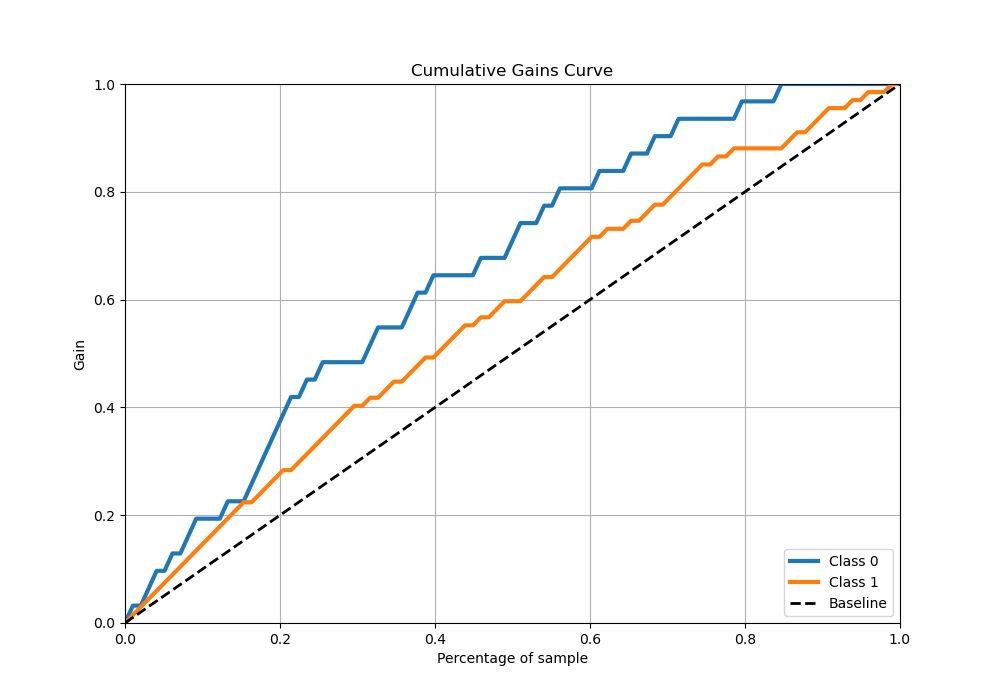 Cumulative Gains Curve
1.0
0.8
0.6
0.4
0.2
0.0
Gain
0.0 0.2 0.4 0.6 0.8 1.0
Percentage of sample
Class 0
Class 1
Baseline